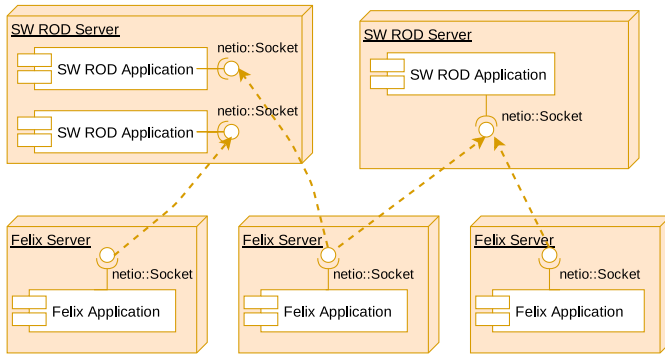 SW ROD Server
netio::Socket
SW ROD Application
netio::Socket
SW ROD Application
SW ROD Server
SW ROD Application
netio::Socket
Felix Server
netio::Socket
Felix Application
Felix Server
netio::Socket
Felix Application
Felix Server
netio::Socket
Felix Application